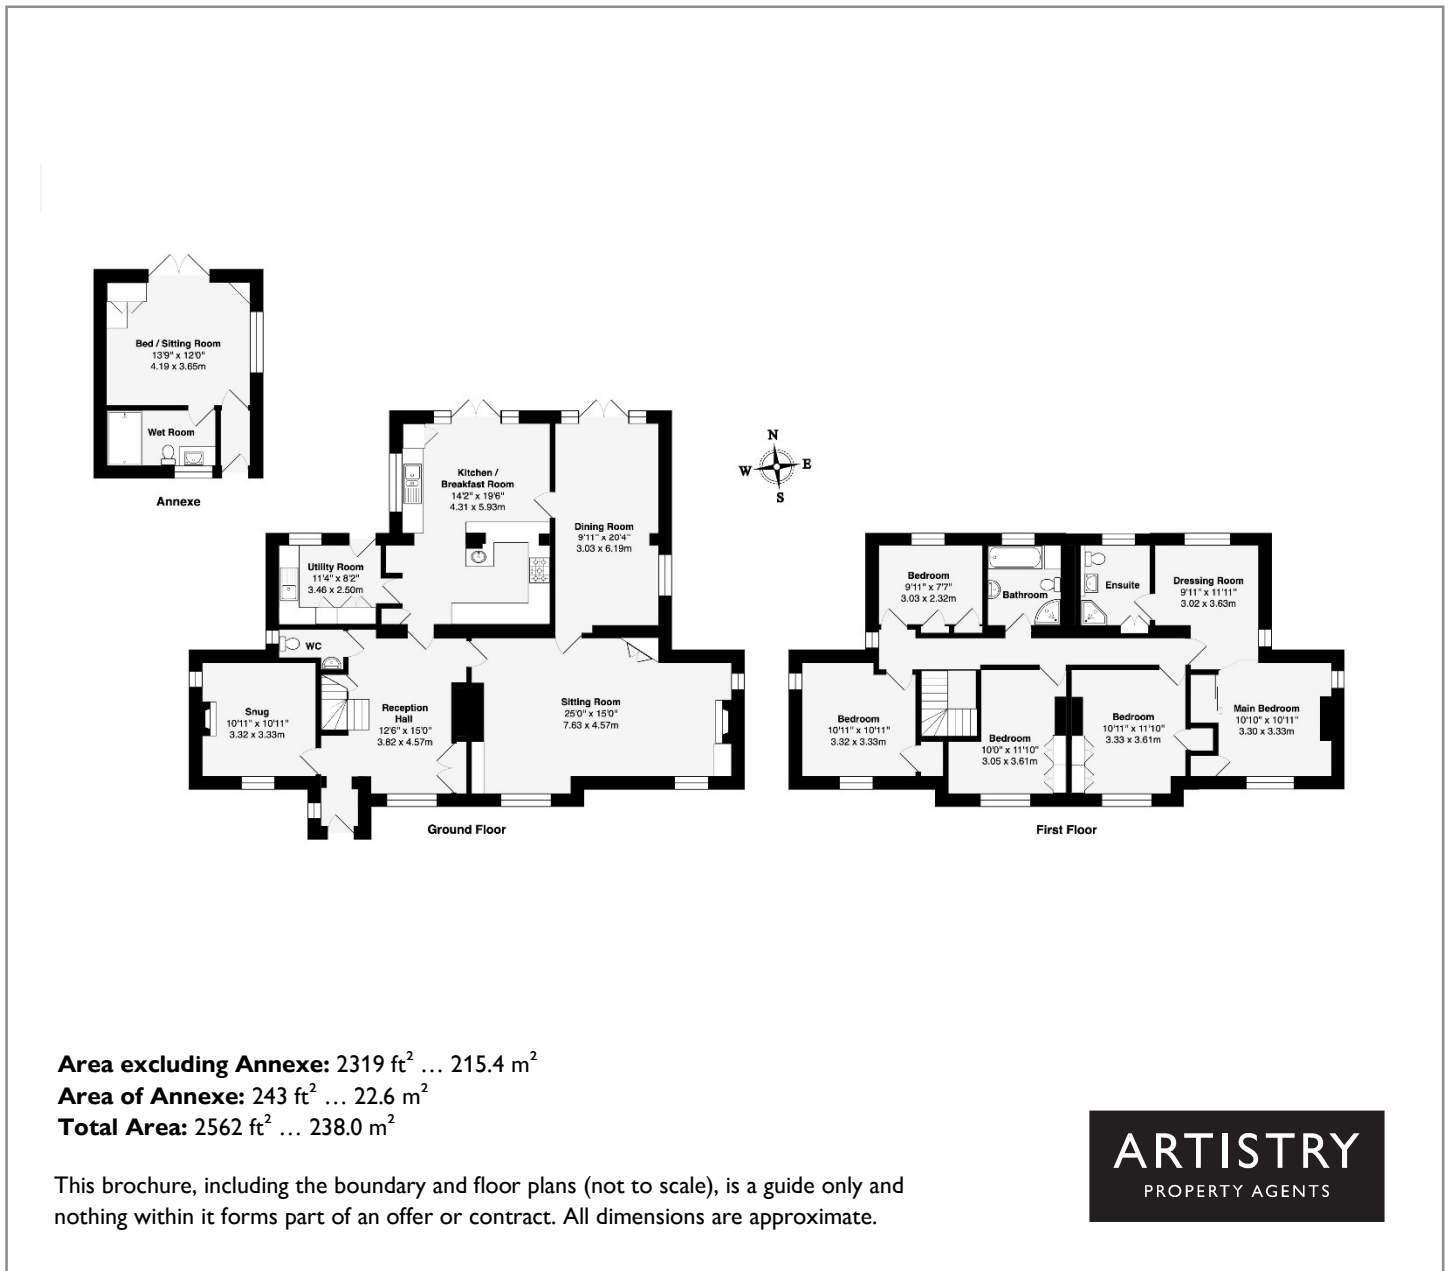 Bed / Sitting Room
13'9" x 12'0"
4.19 x 3.65m
Wet Room
Annexe
Kitchen /
Breakfast Room
14'2" x 19'6"
4.31 x 5.93m
Dining Room
9'11" x 20'4"
3.03 x 6.19m
Utility Room
11'4" x 8'2"
3.46 x 2.50m
WC
Snug
10'11" x 10'11"
3.32 x 3.33m
Reception
Hall
12'6" x 15'0"
3.82 x 4.57m
Sitting Room
25'0" x 15'0"
7.63 x 4.57m
Ground Floor
N
W
E
S
Bedroom
9'11" x 7'7"
3.03 x 2.32m
Bathroom
Ensuite
Dressing Room
9'11" x 11'11"
3.02 x 3.63m
Bedroom
10'11" x 10'11"
3.32 x 3.33m
Bedroom
10'0" x 11'10"
3.05 x 3.61m
Bedroom
10'11" x 11'10"
3.33 x 3.61m
Main Bedroom
10'10" x 10'11"
3.30 x 3.33m
First Floor
Area excluding Annexe: 2319 ft² … 215.4 m²
Area of Annexe: 243 ft² … 22.6 m²
Total Area: 2562 ft² … 238.0 m²
This brochure, including the boundary and floor plans (not to scale), is a guide only and
nothing within it forms part of an offer or contract. All dimensions are approximate.
ARTISTRY
PROPERTY AGENTS